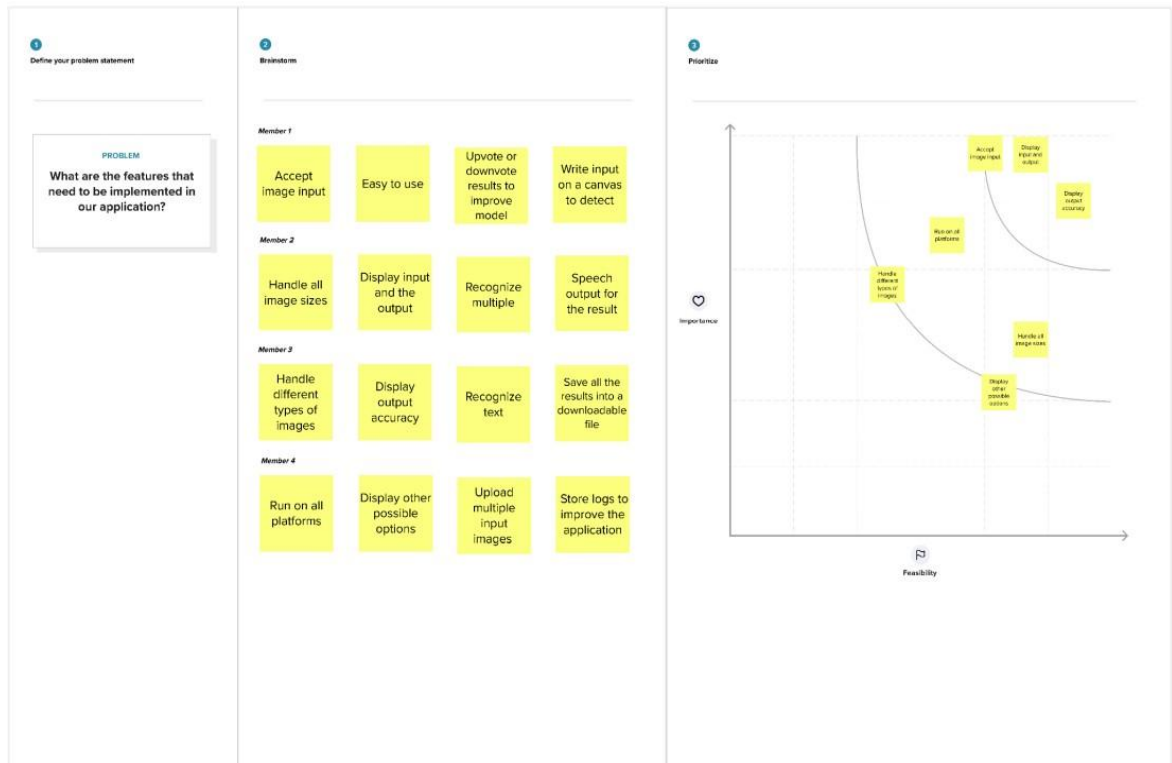 1
Define your problem statement
PROBLEM
What are the features that
need to be implemented in
our application?
2
Brainstorm
Member 1
Accept
image input
Easy to use
Upvote or
downvote
results to
improve
model
Write input
on a canvas
to detect
Member 2
Handle all
image sizes
Display input
and the
output
Recognize
multiple
Speech
output for
the result
Member 3
Handle
different
types of
images
Display
output
accuracy
Recognize
text
Save all the
results into a
downloadable
file
Member 4
Run on all
platforms
Display other
possible
options
Upload
multiple
input
images
Store logs to
improve the
application
3
Prioritize
Accept
image input
Display
input and
output
Display
output
accuracy
Run on all
platforms
Handle
different
types of
images
Importance
Handle all
image sizes
Display
other
possible
options
Feasibility